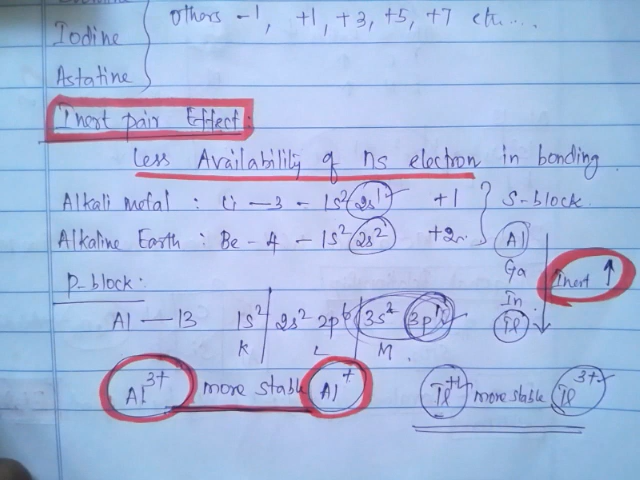 Others -1, +1, +3, +5, +7 etc.....
Iodine
Astatine
Inert pair Effect:
Less Availability of ns electron in bonding.
Alkali Metal : Li — 3 - 1s² 2s¹ +1 } S-block.
Alkaline Earth : Be - 4 - 1s² 2s² +2
Al
Ga
In
Tl
Inert ↑
P-block:
Al — 13 1s² | 2s² 2p⁶ | 3s² 3p¹
K L M
Al³⁺ more stable Al⁺
Tl⁺¹ more stable Tl³⁺